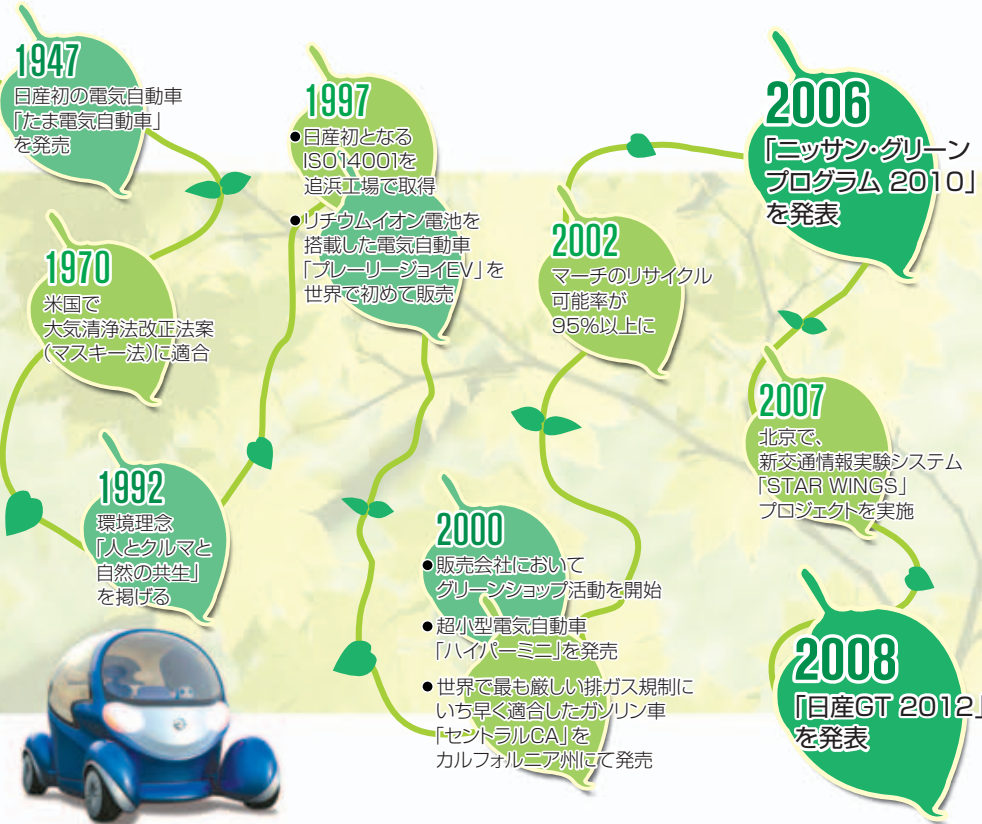 1947
日産初の電気自動車
「たま電気自動車」
を発売
1970
米国で
大気清浄法改正法案
(マスキー法)に適合
1992
環境理念
「人とクルマと
自然の共生」
を掲げる
1997
●日産初となる
ISO14001を
追浜工場で取得
●リチウムイオン電池を
搭載した電気自動車
「プレーリージョイEV」を
世界で初めて販売
2000
●販売会社において
グリーンショップ活動を開始
●超小型電気自動車
「ハイパーミニ」を発売
●世界で最も厳しい排ガス規制に
いち早く適合したガソリン車
「セントラルCA」を
カルフォルニア州にて発売
2002
マーチのリサイクル
可能率が
95%以上に
2006
「ニッサン・グリーン
プログラム 2010」
を発表
2007
北京で、
新交通情報実験システム
「STAR WINGS」
プロジェクトを実施
2008
「日産GT 2012」
を発表